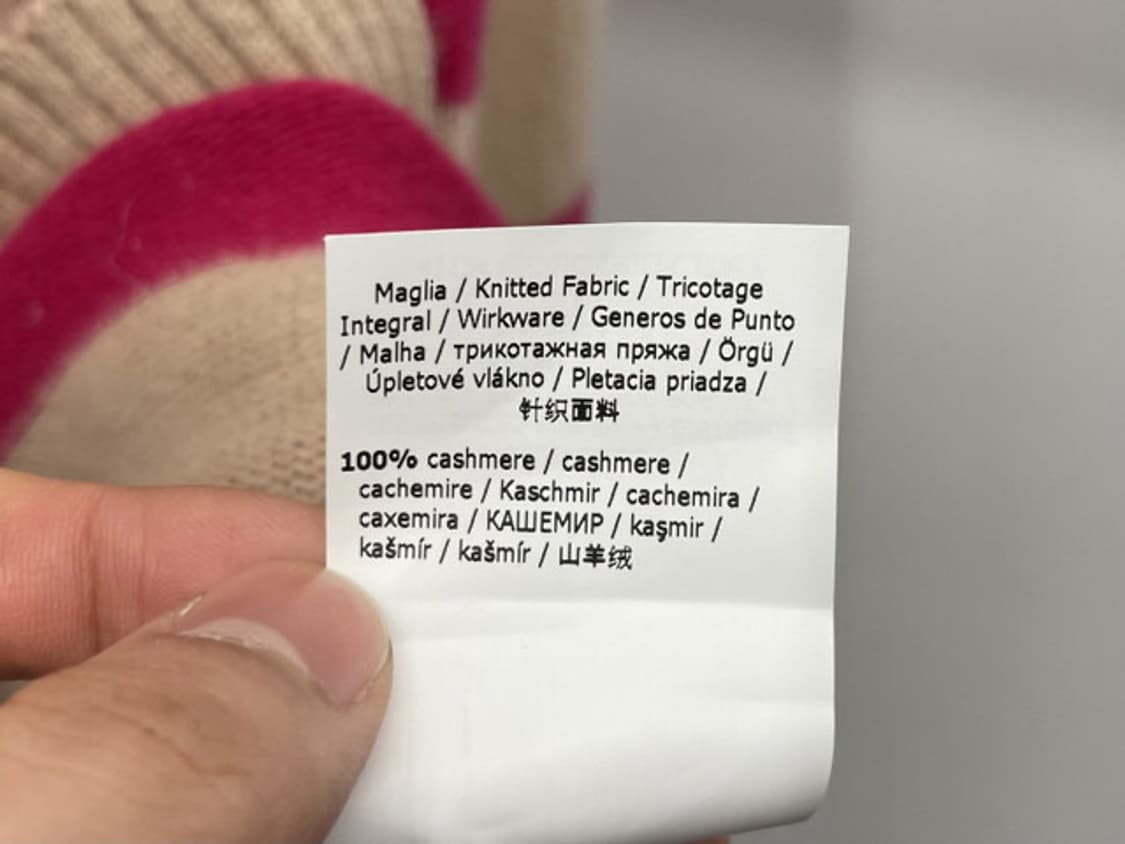 Maglia / Knitted Fabric / Tricotage
Integral / Wirkware / Generos de Punto
/ Malha / трикотажная пряжа / Örgü /
Úpletové vlákno / Pletacia priadza /
针织面料
100% cashmere / cashmere /
cachemire / Kaschmir / cachemira /
caxemira / КАШЕМИР / kaşmir /
kašmír / kašmír / 山羊绒